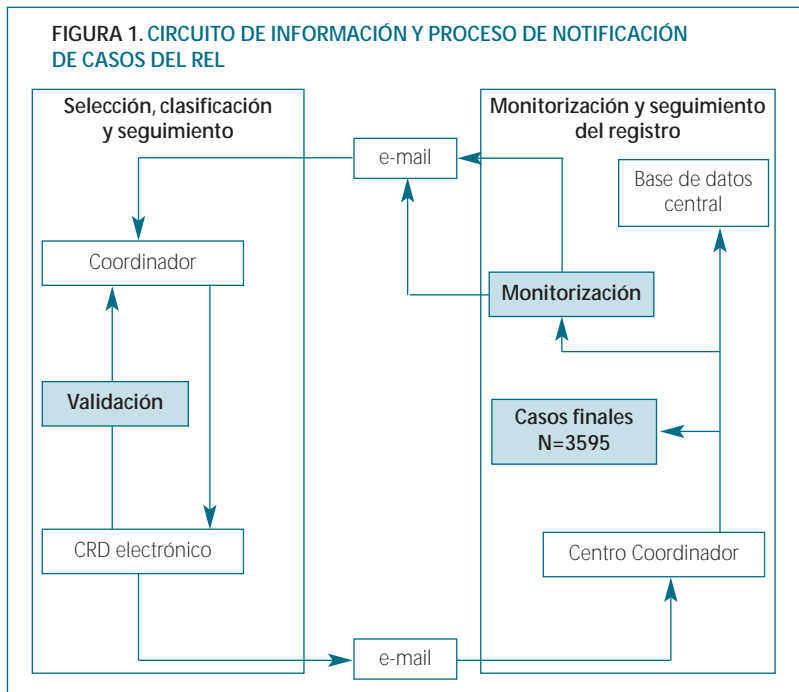 FIGURA 1. CIRCUITO DE INFORMACIÓN Y PROCESO DE NOTIFICACIÓN
DE CASOS DEL REL
Selección, clasificación
y seguimiento
Monitorización y seguimiento
del registro
e-mail
Base de datos
central
Coordinador
Monitorización
Validación
Casos finales
N=3595
CRD electrónico
Centro Coordinador
e-mail